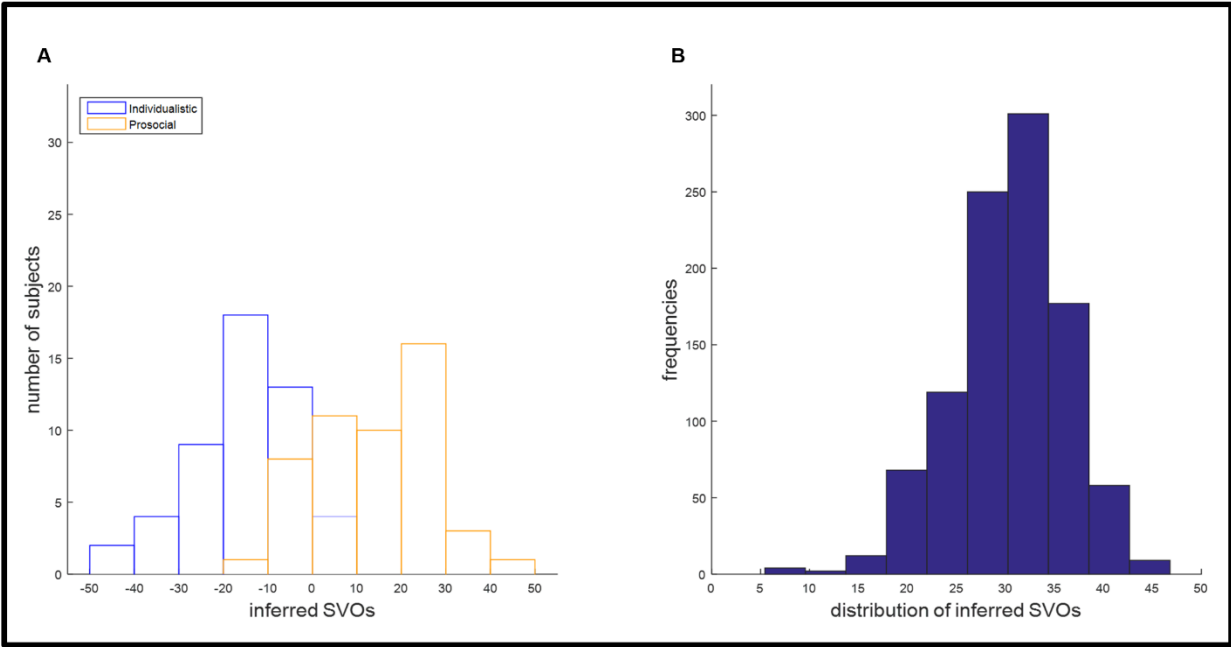 A
Individualistic
Prosocial
30
25
20
15
10
5
0
number of subjects
-50 -40 -30 -20 -10 0 10 20 30 40 50
inferred SVOs
B
300
250
200
150
100
50
0
frequencies
0 5 10 15 20 25 30 35 40 45 50
distribution of inferred SVOs